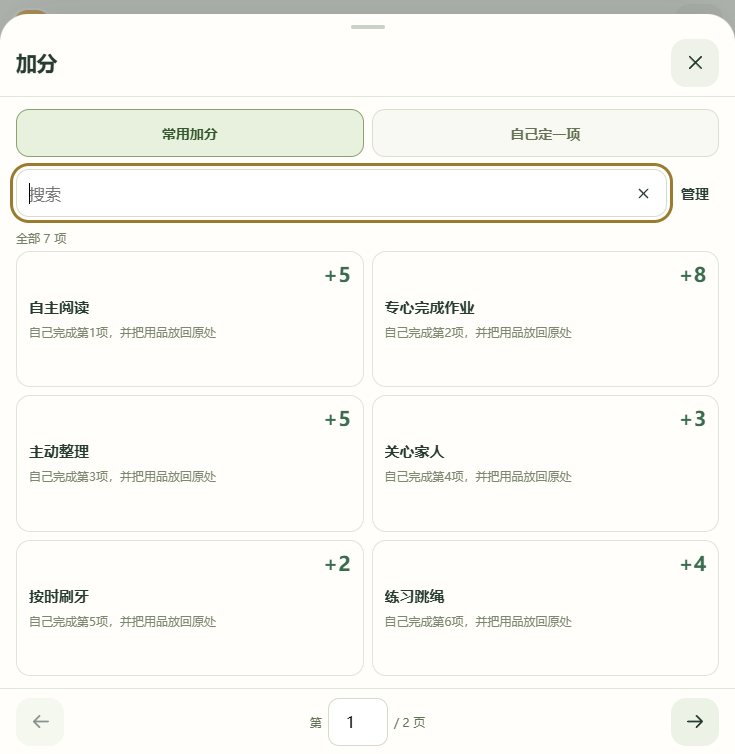 加分
常用加分
自己定一项
搜索
管理
全部 7 项
+5
自主阅读
自己完成第1项，并把用品放回原处
+8
专心完成作业
自己完成第2项，并把用品放回原处
+5
主动整理
自己完成第3项，并把用品放回原处
+3
关心家人
自己完成第4项，并把用品放回原处
+2
按时刷牙
自己完成第5项，并把用品放回原处
+4
练习跳绳
自己完成第6项，并把用品放回原处
第 1 / 2 页